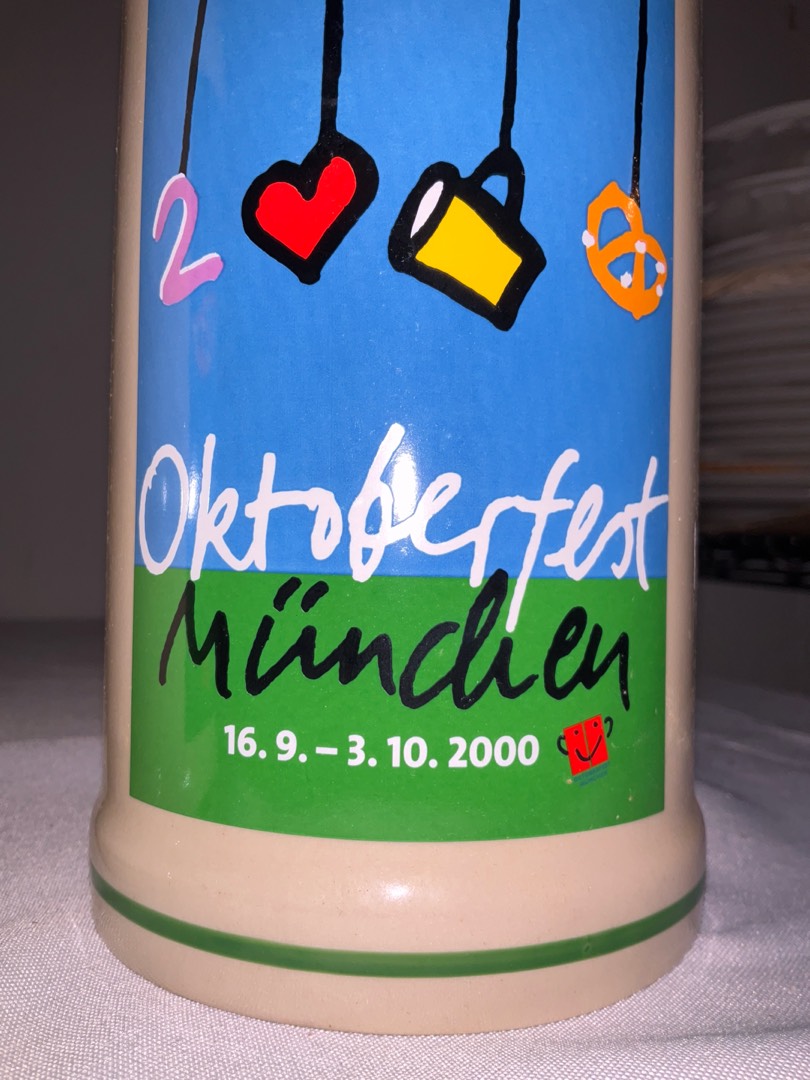 2
Oktoberfest
München
16. 9. – 3. 10. 2000